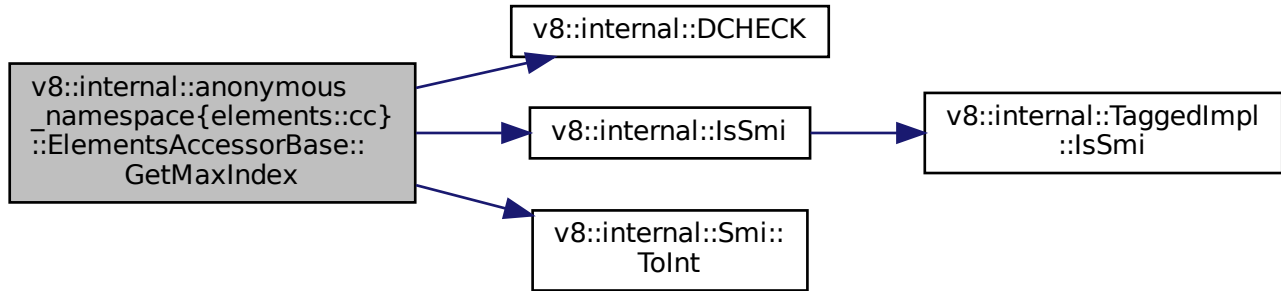 v8::internal::anonymous
_namespace{elements::cc}
::ElementsAccessorBase::
GetMaxIndex
v8::internal::DCHECK
v8::internal::IsSmi
v8::internal::TaggedImpl
::IsSmi
v8::internal::Smi::
ToInt